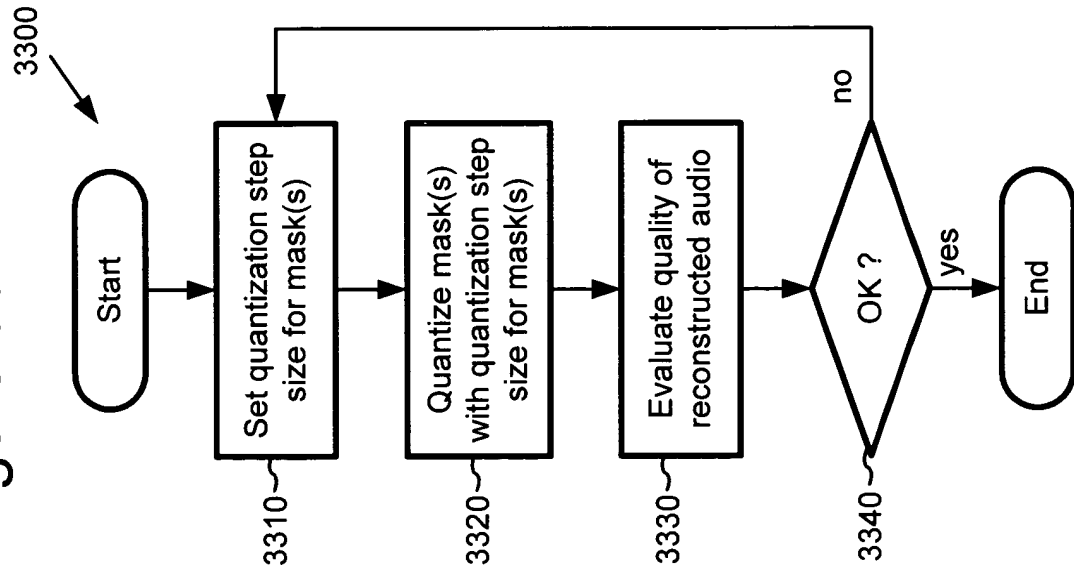 3300
Start
3310
Set quantization step
size for mask(s)
3320
Quantize mask(s)
with quantization step
size for mask(s)
3330
Evaluate quality of
reconstructed audio
3340
OK ?
no
yes
End